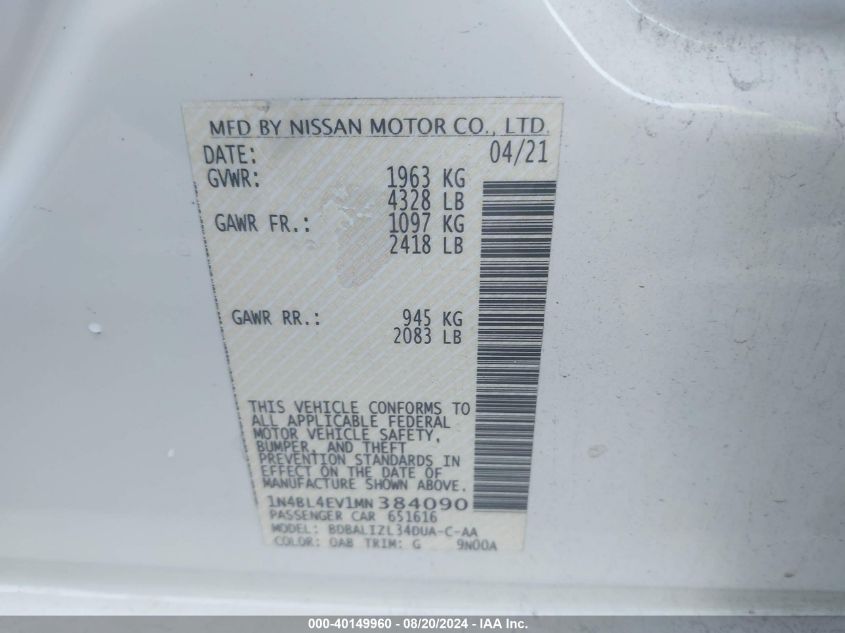 MFD BY NISSAN MOTOR CO., LTD.
DATE: 04/21
GVWR: 1963 KG
4328 LB
GAWR FR.: 1097 KG
2418 LB
GAWR RR.: 945 KG
2083 LB
THIS VEHICLE CONFORMS TO
ALL APPLICABLE FEDERAL
MOTOR VEHICLE SAFETY,
BUMPER, AND THEFT
PREVENTION STANDARDS IN
EFFECT ON THE DATE OF
MANUFACTURE SHOWN ABOVE.
1N4BL4EV1MN384090
PASSENGER CAR 651616
MODEL: BDBALIZL34DUA-C-AA
COLOR: QAB TRIM: G 9N00A
000-40149960 - 08/20/2024 - IAA Inc.